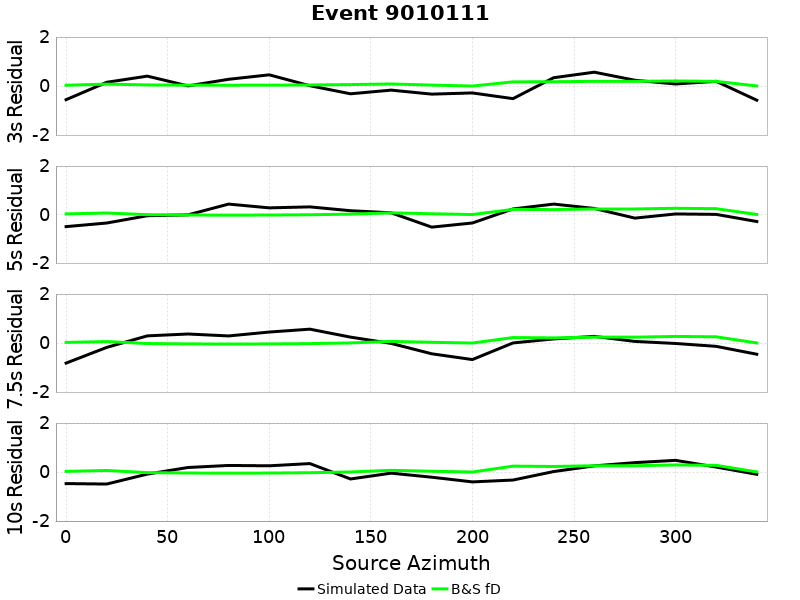 Event 9010111
3s Residual
2
0
-2
5s Residual
2
0
-2
7.5s Residual
2
0
-2
10s Residual
2
0
-2
0 50 100 150 200 250 300
Source Azimuth
Simulated Data B&S fD